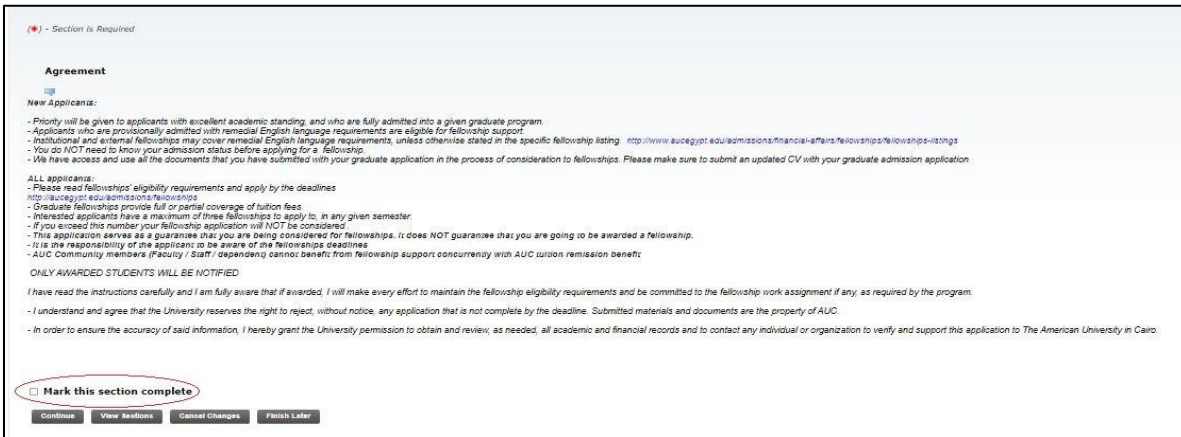 (*) - Section is Required
Agreement
New Applicants:
- Priority will be given to applicants with excellent academic standing, and who are fully admitted into a given graduate program.
- Applicants who are provisionally admitted with remedial English language requirements are eligible for fellowship support
- Institutional and external fellowships may cover remedial English language requirements, unless otherwise stated in the specific fellowship listing  http://www.aucegypt.edu/admissions/financial-affairs/fellowships/fellowships-listings
- You do NOT need to know your admission status before applying for a  fellowship.
- We have access and use all the documents that you have submitted with your graduate application in the process of consideration to fellowships. Please make sure to submit an updated CV with your graduate admission application
ALL applicants:
- Please read fellowships' eligibility requirements and apply by the deadlines
http://aucegypt.edu/admissions/fellowships
- Graduate fellowships provide full or partial coverage of tuition fees.
- Interested applicants have a maximum of three fellowships to apply to, in any given semester.
- If you exceed this number your fellowship application will NOT be considered .
- This application serves as a guarantee that you are being considered for fellowships. It does NOT guarantee that you are going to be awarded a fellowship.
- It is the responsibility of the applicant to be aware of the fellowships deadlines
- AUC Community members (Faculty / Staff / dependent) cannot benefit from fellowship support concurrently with AUC tuition remission benefit
ONLY AWARDED STUDENTS WILL BE NOTIFIED
I have read the instructions carefully and I am fully aware that if awarded, I will make every effort to maintain the fellowship eligibility requirements and be committed to the fellowship work assignment if any, as required by the program.
- I understand and agree that the University reserves the right to reject, without notice, any application that is not complete by the deadline. Submitted materials and documents are the property of AUC.
- In order to ensure the accuracy of said information, I hereby grant the University permission to obtain and review, as needed, all academic and financial records and to contact any individual or organization to verify and support this application to The American University in Cairo.
Mark this section complete
Continue View Sections Cancel Changes Finish Later